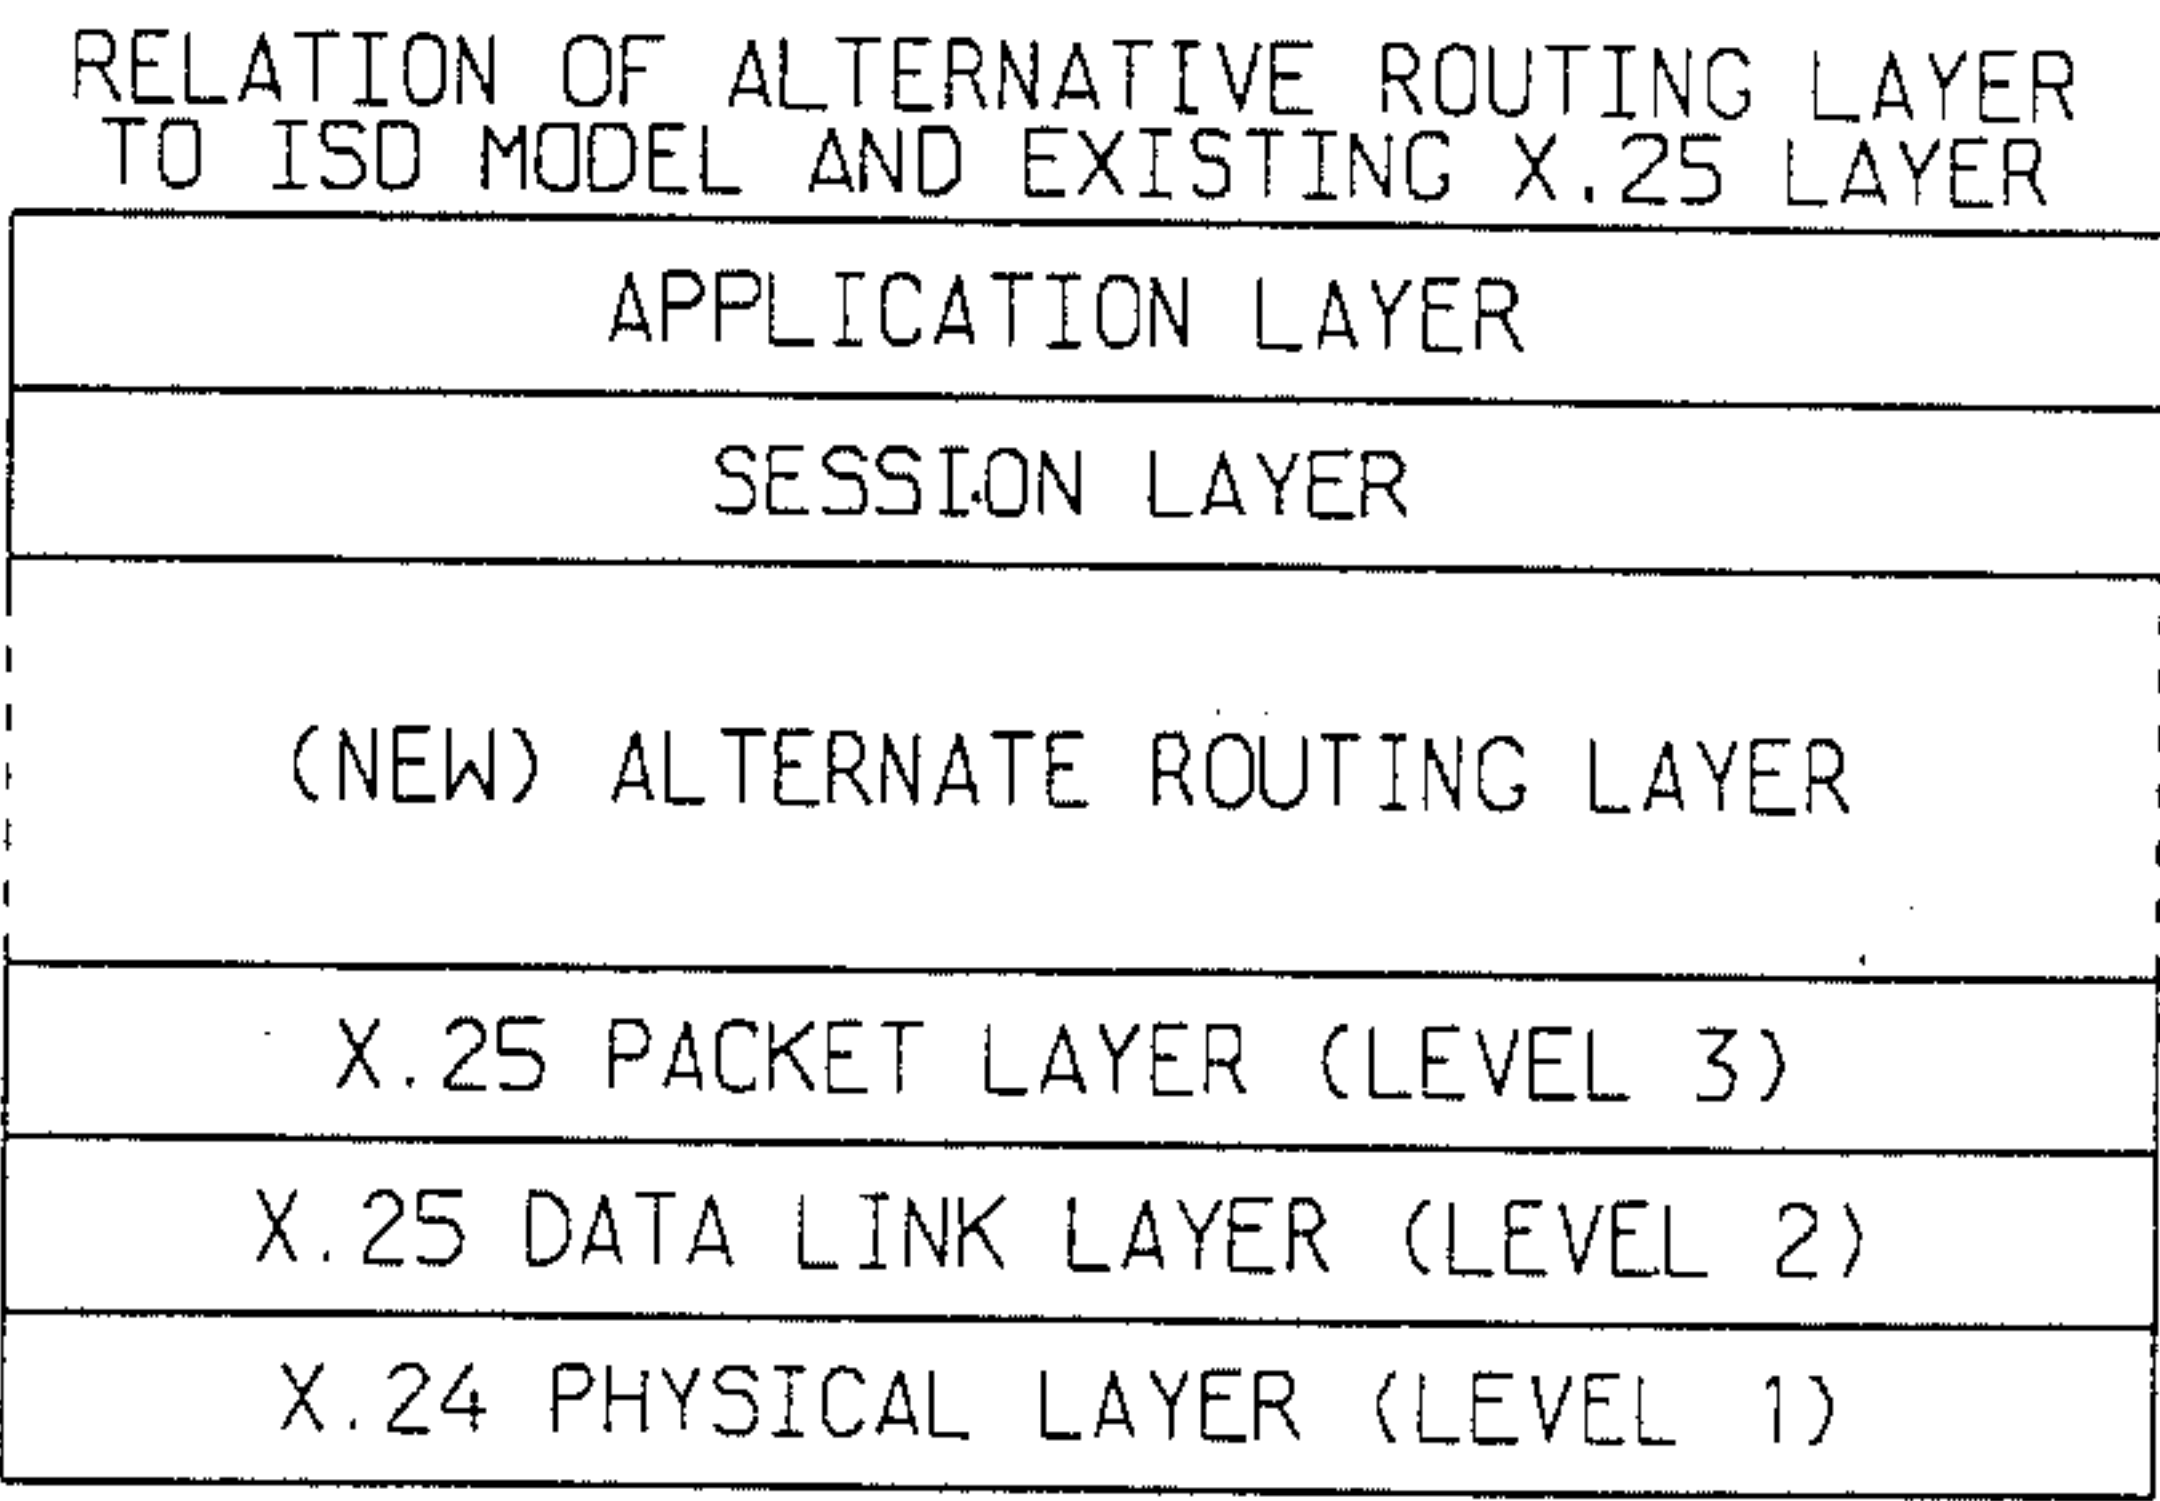 RELATION OF ALTERNATIVE ROUTING LAYER
TO ISO MODEL AND EXISTING X.25 LAYER
APPLICATION LAYER
SESSION LAYER
(NEW) ALTERNATE ROUTING LAYER
X.25 PACKET LAYER (LEVEL 3)
X.25 DATA LINK LAYER (LEVEL 2)
X.24 PHYSICAL LAYER (LEVEL 1)